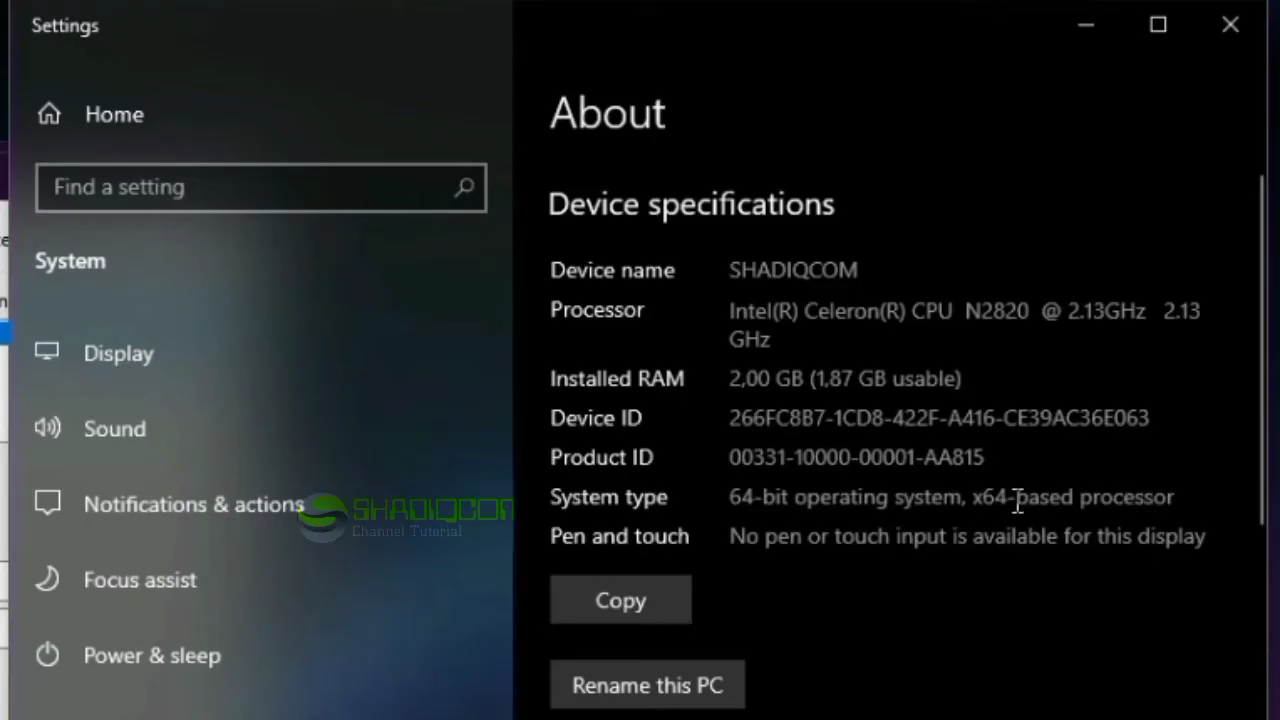 Settings
Home
Find a setting
System
Display
Sound
Notifications & actions
Focus assist
Power & sleep
SHADIQCOM
Channel Tutorial
About
Device specifications
Device name SHADIQCOM
Processor Intel(R) Celeron(R) CPU N2820 @ 2.13GHz 2.13
GHz
Installed RAM 2,00 GB (1,87 GB usable)
Device ID 266FC8B7-1CD8-422F-A416-CE39AC36E063
Product ID 00331-10000-00001-AA815
System type 64-bit operating system, x64-based processor
Pen and touch No pen or touch input is available for this display
Copy
Rename this PC